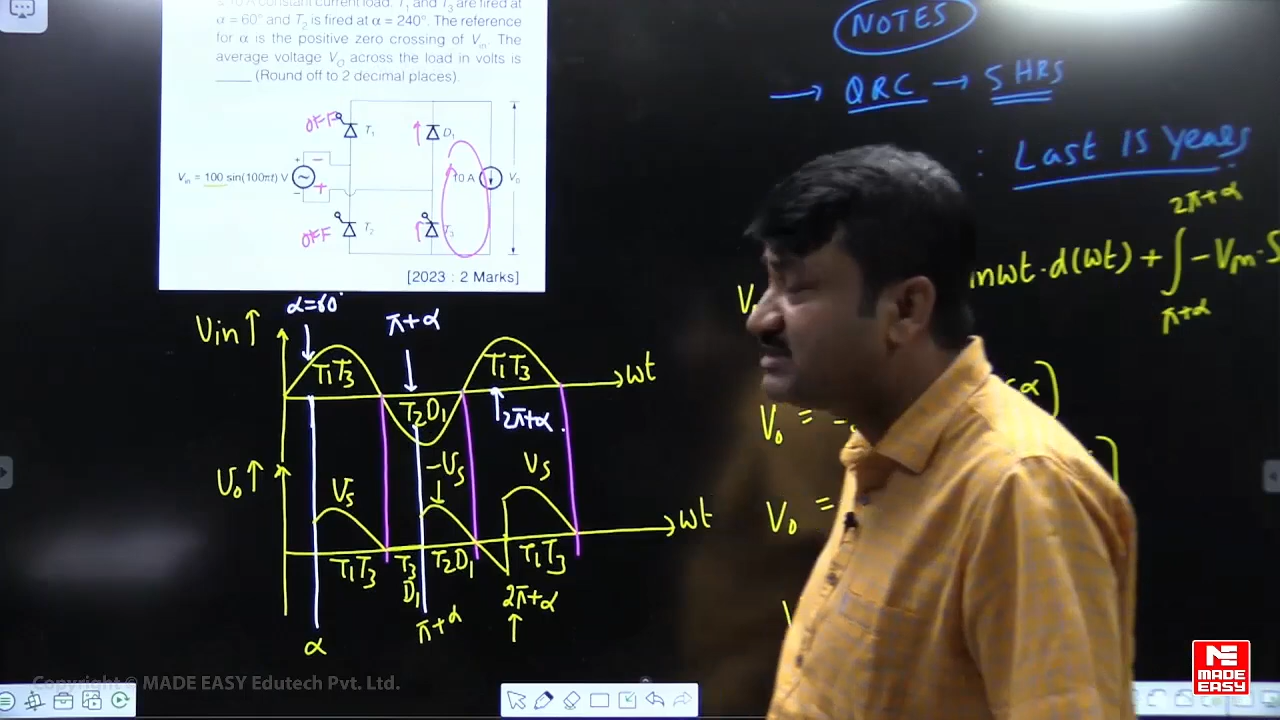 10 A constant current load. T1 and T3 are fired at
α = 60° and T2 is fired at α = 240°. The reference
for α is the positive zero crossing of Vin. The
average voltage VO across the load in volts is
_____ (Round off to 2 decimal places).
OFF
T1
D1
+
−
Vin = 100 sin(100πt) V
−
+
10 A
Vo
OFF
T2
T3
[2023 : 2 Marks]
NOTES
→ QRC → 5 HRS
: Last 15 Years
α=60°
Vin ↑
π+α
T1T3
T2D1
T1T3
2π+α
ωt
Vo ↑
Vs
−Vs
Vs
ωt
T1T3
T3
D1
T2D1
T1T3
α
π+α
2π+α
2π+α
nωt·d(ωt) + ∫ −Vm·S
π+α
Vo =
Vo =
Copyright © MADE EASY Edutech Pvt. Ltd.
ME
MADE
EASY